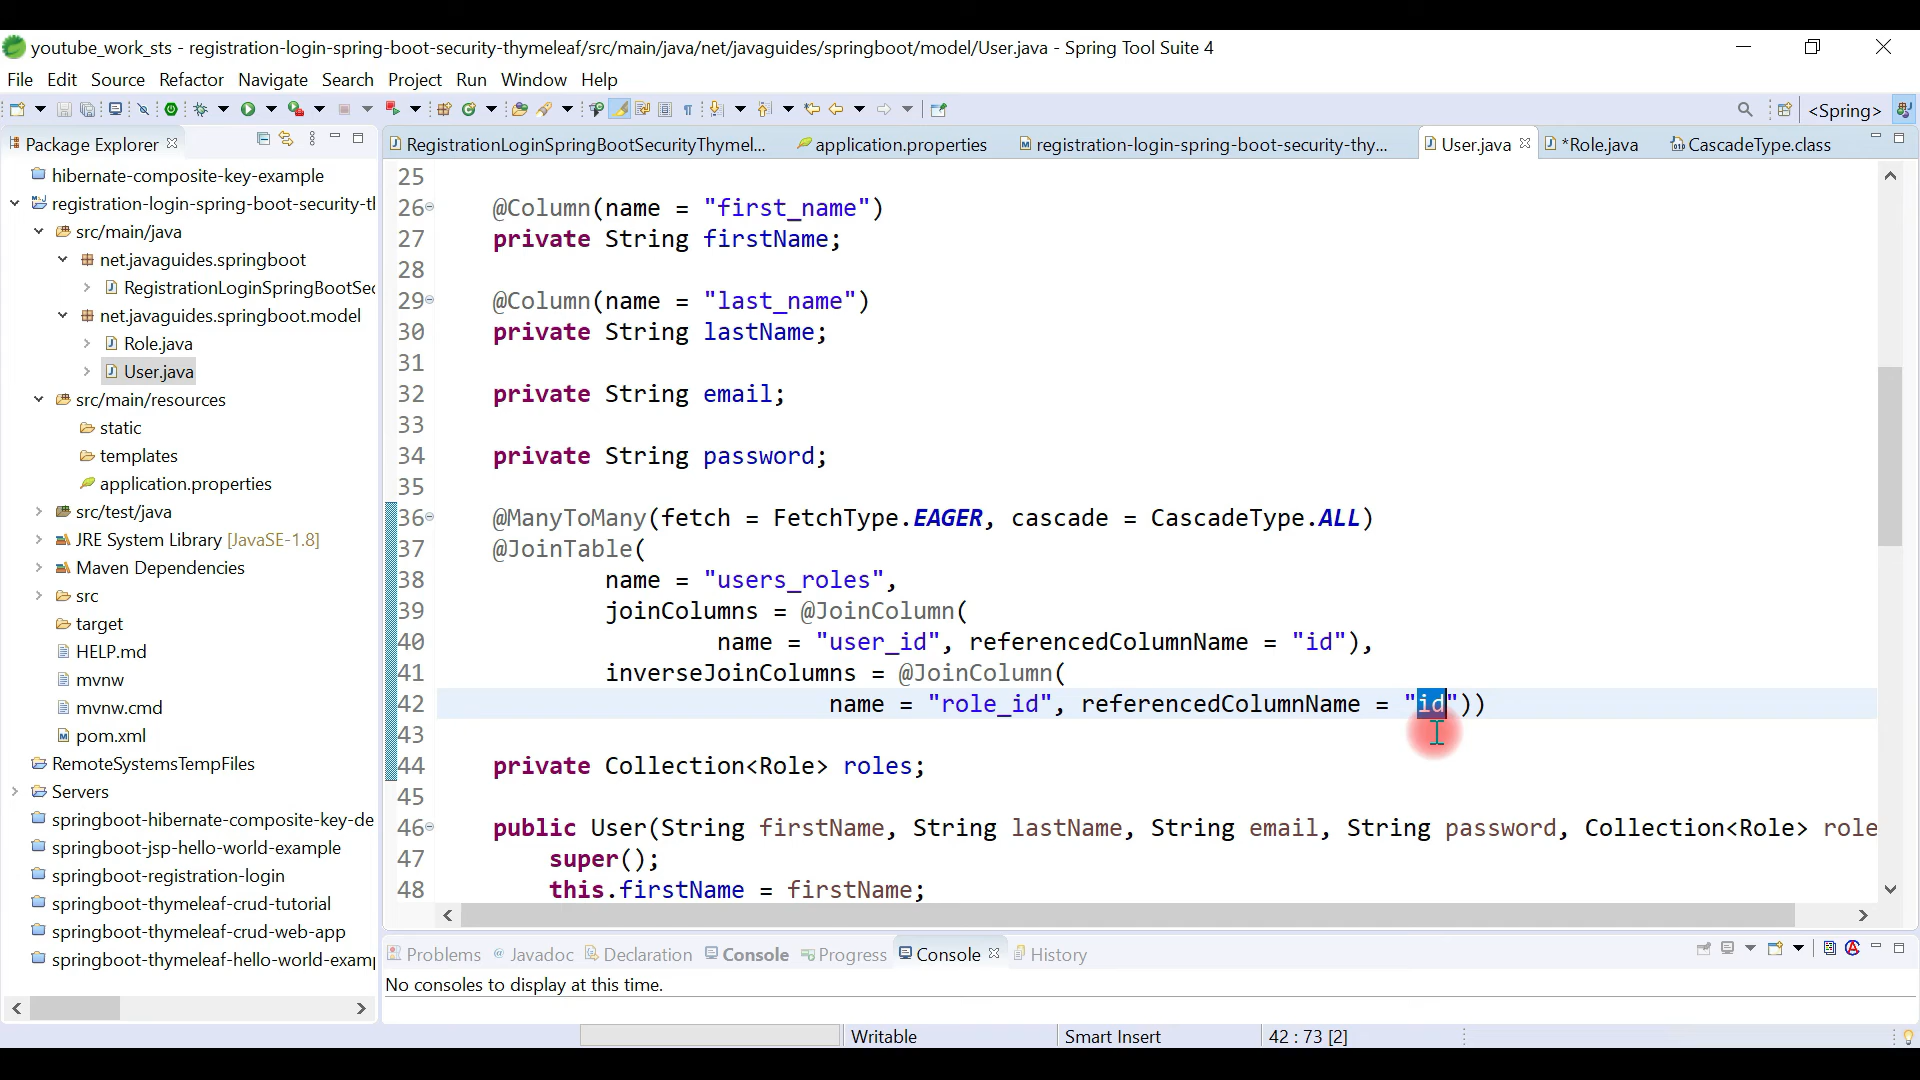 youtube_work_sts - registration-login-spring-boot-security-thymeleaf/src/main/java/net/javaguides/springboot/model/User.java - Spring Tool Suite 4
File Edit Source Refactor Navigate Search Project Run Window Help
<Spring>
Package Explorer
RegistrationLoginSpringBootSecurityThymel... application.properties registration-login-spring-boot-security-thy... User.java *Role.java CascadeType.class
hibernate-composite-key-example
registration-login-spring-boot-security-tl
src/main/java
net.javaguides.springboot
RegistrationLoginSpringBootSec
net.javaguides.springboot.model
Role.java
User.java
src/main/resources
static
templates
application.properties
src/test/java
JRE System Library [JavaSE-1.8]
Maven Dependencies
src
target
HELP.md
mvnw
mvnw.cmd
pom.xml
RemoteSystemsTempFiles
Servers
springboot-hibernate-composite-key-de
springboot-jsp-hello-world-example
springboot-registration-login
springboot-thymeleaf-crud-tutorial
springboot-thymeleaf-crud-web-app
springboot-thymeleaf-hello-world-examp
25
26 @Column(name = "first_name")
27 private String firstName;
28
29 @Column(name = "last_name")
30 private String lastName;
31
32 private String email;
33
34 private String password;
35
36 @ManyToMany(fetch = FetchType.EAGER, cascade = CascadeType.ALL)
37 @JoinTable(
38 name = "users_roles",
39 joinColumns = @JoinColumn(
40 name = "user_id", referencedColumnName = "id"),
41 inverseJoinColumns = @JoinColumn(
42 name = "role_id", referencedColumnName = "id"))
43
44 private Collection<Role> roles;
45
46 public User(String firstName, String lastName, String email, String password, Collection<Role> role
47 super();
48 this.firstName = firstName;
Problems Javadoc Declaration Console Progress Console History
No consoles to display at this time.
Writable Smart Insert 42 : 73 [2]